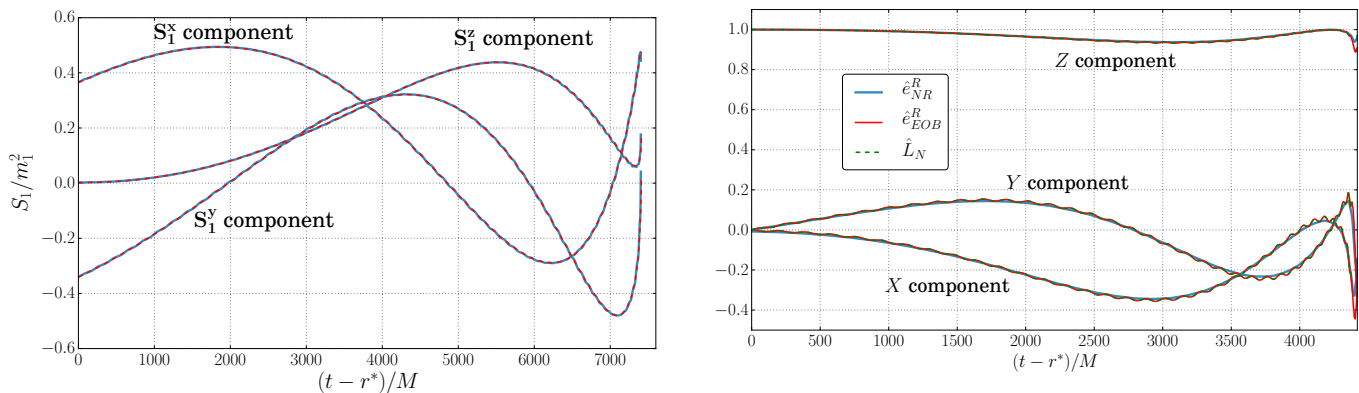 0.6
0.4
0.2
0.0
−0.2
−0.4
−0.6
S₁/m₁²
S₁ˣ component
S₁ᶻ component
S₁ʸ component
0 1000 2000 3000 4000 5000 6000 7000
(t − r*)/M
1.0
0.8
0.6
0.4
0.2
0.0
−0.2
−0.4
Z component
ê^R_NR
ê^R_EOB
L̂_N
Y component
X component
0 500 1000 1500 2000 2500 3000 3500 4000
(t − r*)/M